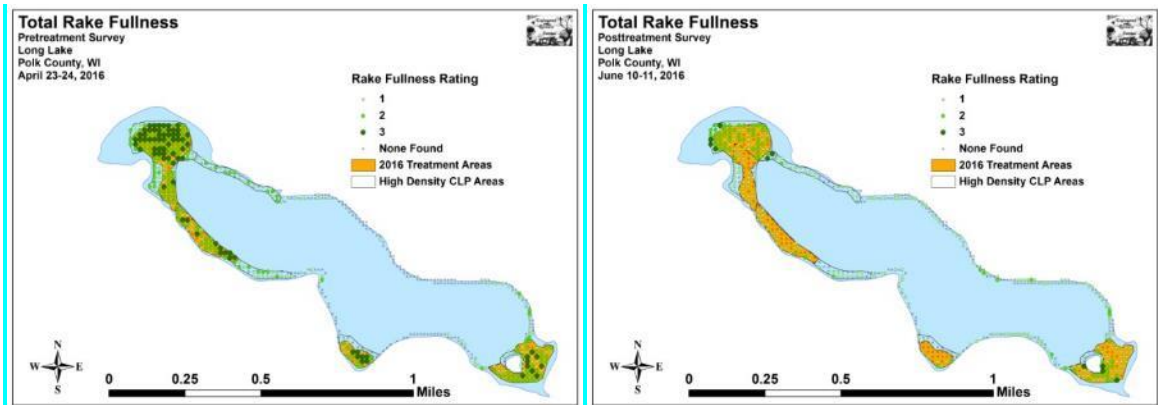 Total Rake Fullness
Pretreatment Survey
Long Lake
Polk County, WI
April 23-24, 2016
Rake Fullness Rating
1
2
3
None Found
2016 Treatment Areas
High Density CLP Areas
N
W E
S
0 0.25 0.5 1
Miles
Total Rake Fullness
Posttreatment Survey
Long Lake
Polk County, WI
June 10-11, 2016
Rake Fullness Rating
1
2
3
None Found
2016 Treatment Areas
High Density CLP Areas
N
W E
S
0 0.25 0.5 1
Miles